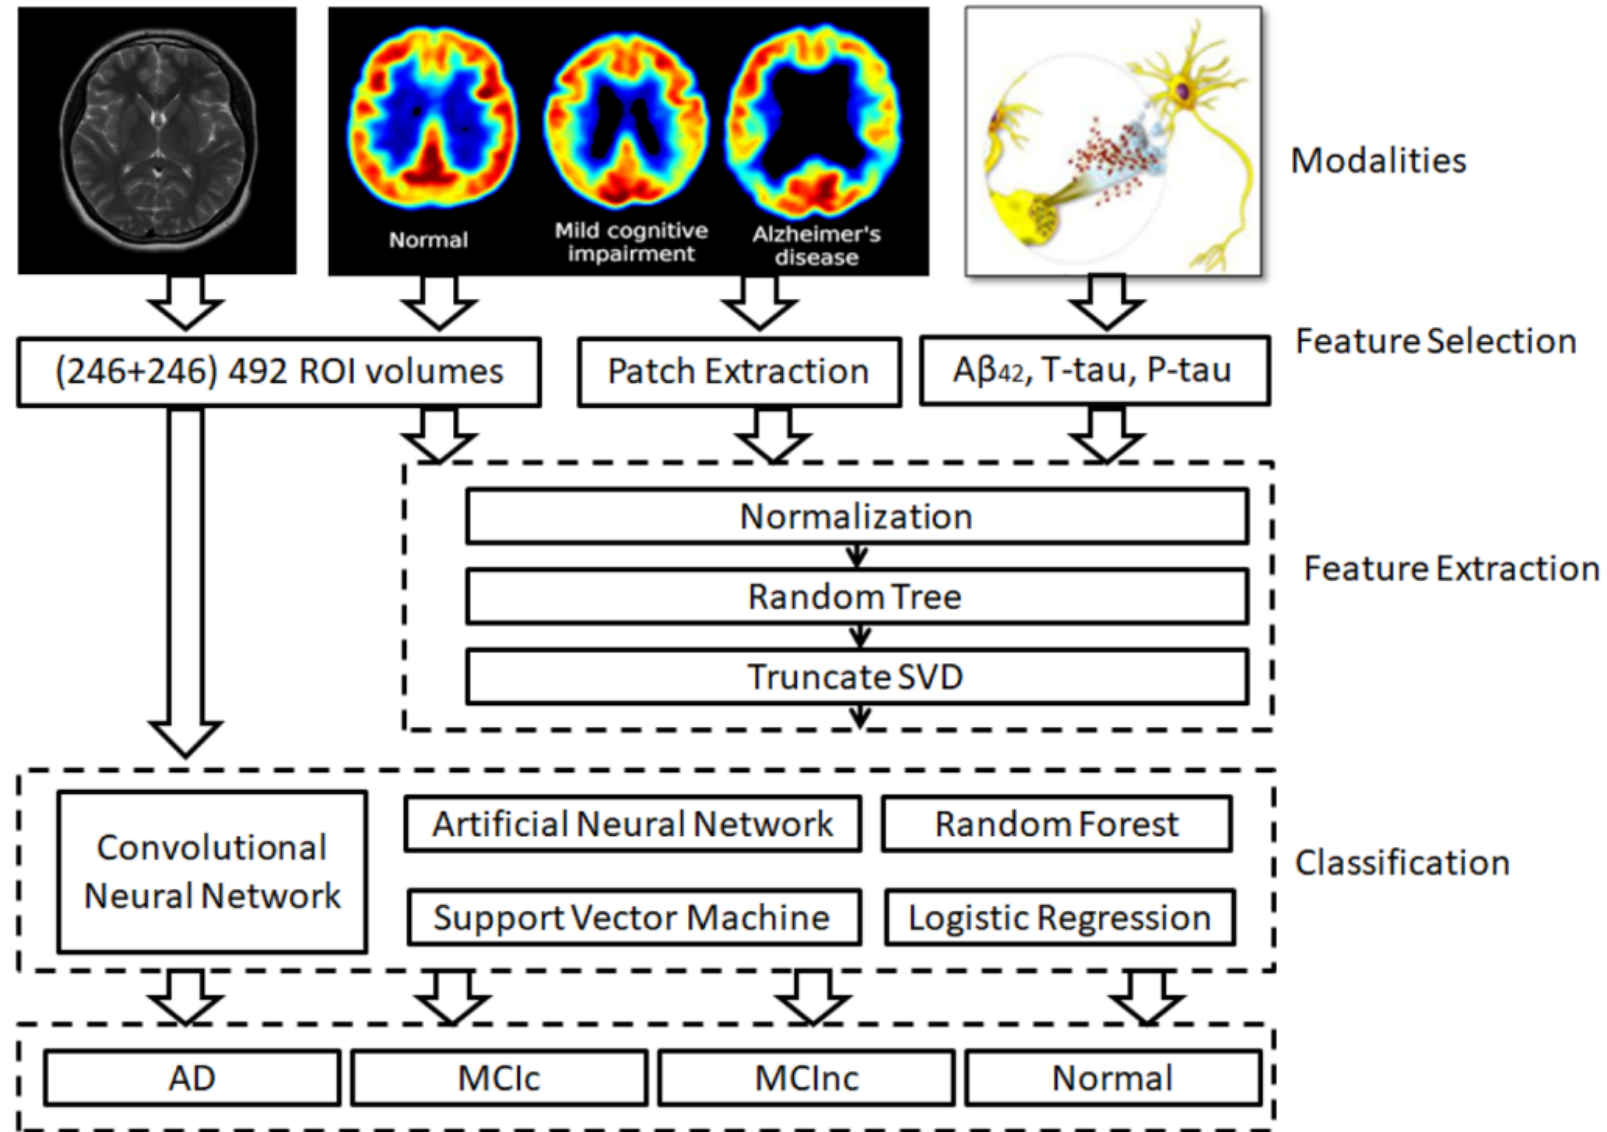 Normal
Mild cognitive
impairment
Alzheimer's
disease
Modalities
(246+246) 492 ROI volumes
Patch Extraction
Aβ42, T-tau, P-tau
Feature Selection
Normalization
Random Tree
Truncate SVD
Feature Extraction
Convolutional
Neural Network
Artificial Neural Network
Random Forest
Support Vector Machine
Logistic Regression
Classification
AD
MCIc
MCInc
Normal